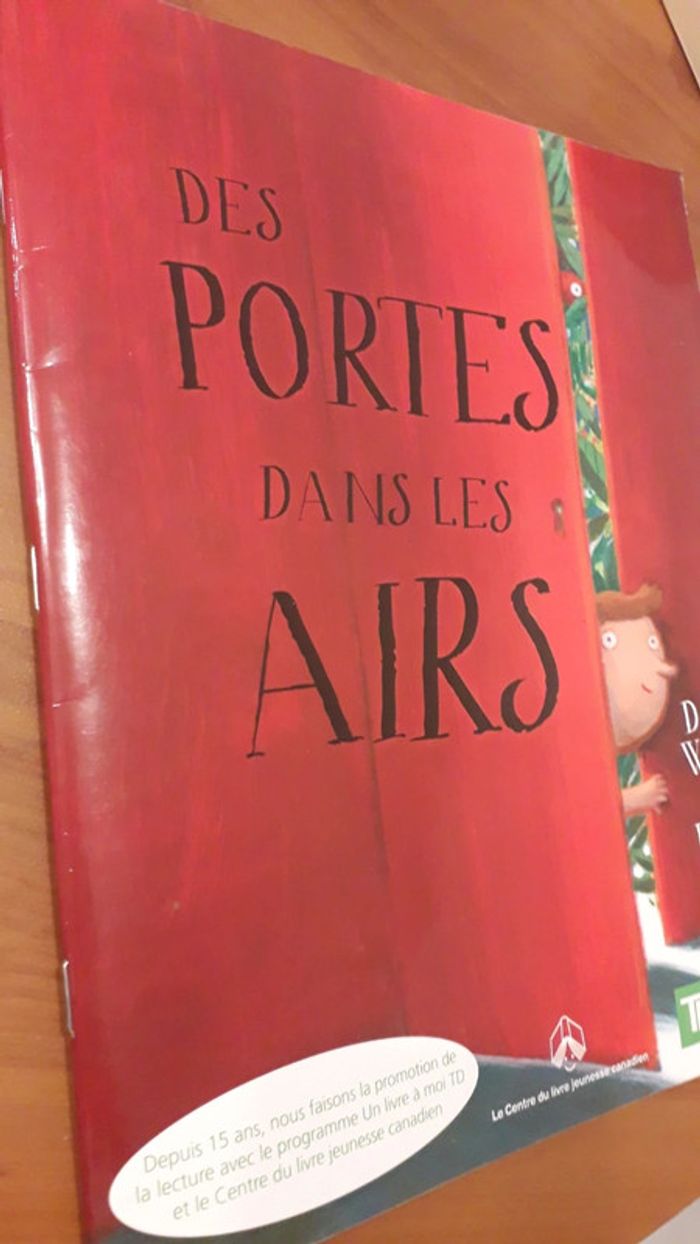 DES
PORTES
DANS LES
AIRS
Depuis 15 ans, nous faisons la promotion de
la lecture avec le programme Un livre à moi TD
et le Centre du livre jeunesse canadien
Le Centre du livre jeunesse canadien